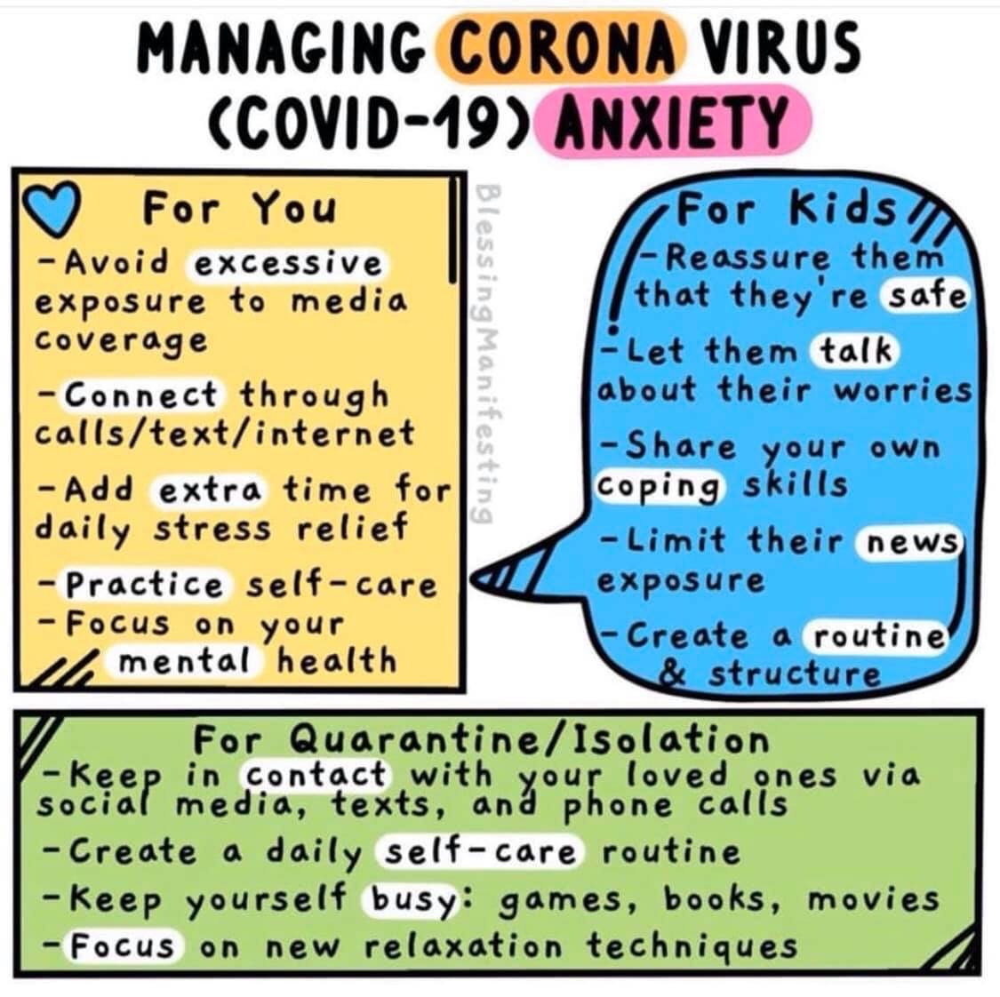 MANAGING CORONA VIRUS
(COVID-19) ANXIETY
For You
-Avoid excessive
exposure to media
coverage
-Connect through
calls/text/internet
-Add extra time for
daily stress relief
-Practice self-care
-Focus on your
mental health
BlessingManifesting
For Kids
-Reassure them
that they're safe
-Let them talk
about their worries
-Share your own
coping skills
-Limit their news
exposure
-Create a routine
& structure
For Quarantine/Isolation
-Keep in contact with your loved ones via
social media, texts, and phone calls
-Create a daily self-care routine
-Keep yourself busy: games, books, movies
-Focus on new relaxation techniques